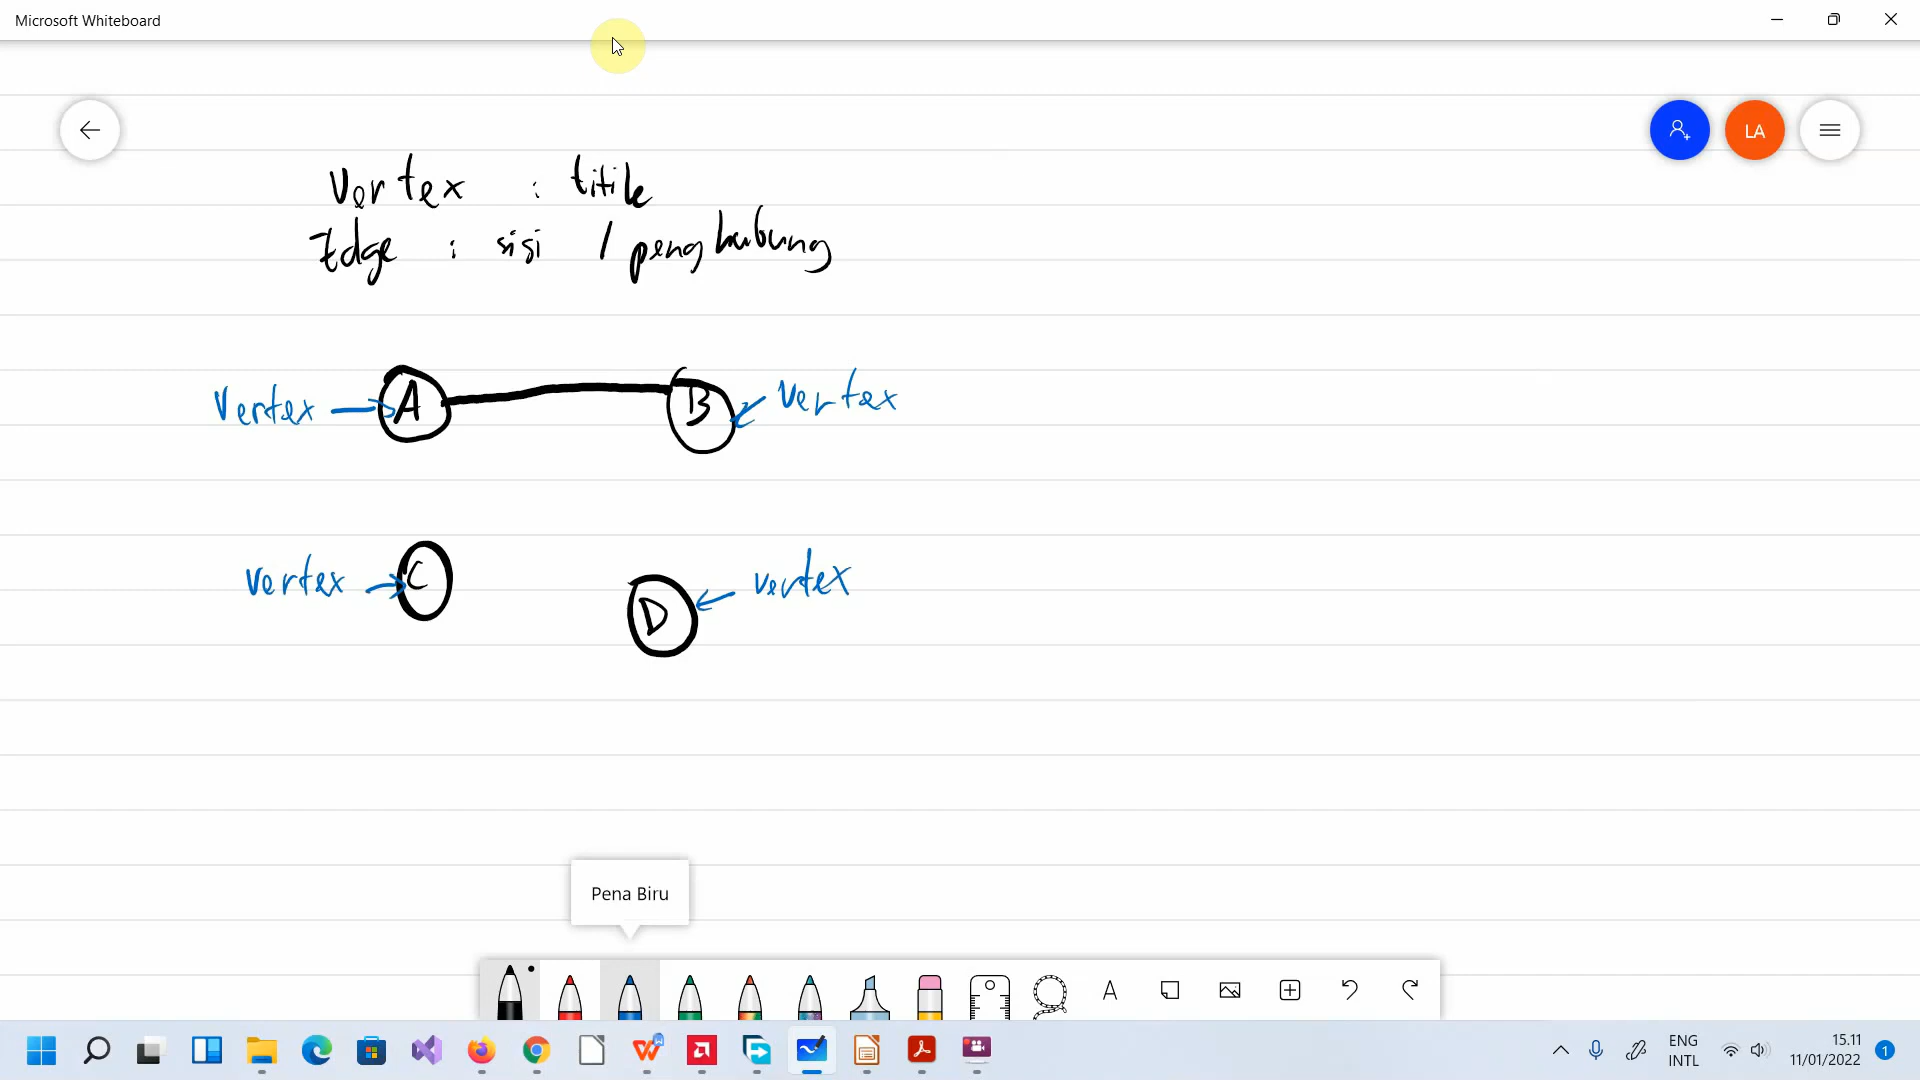 Microsoft Whiteboard
LA
Vertex : titik
Edge : sisi / penghubung
Vertex A B vertex
vertex C D vertex
Pena Biru
A
ENG
INTL
15.11
11/01/2022
1